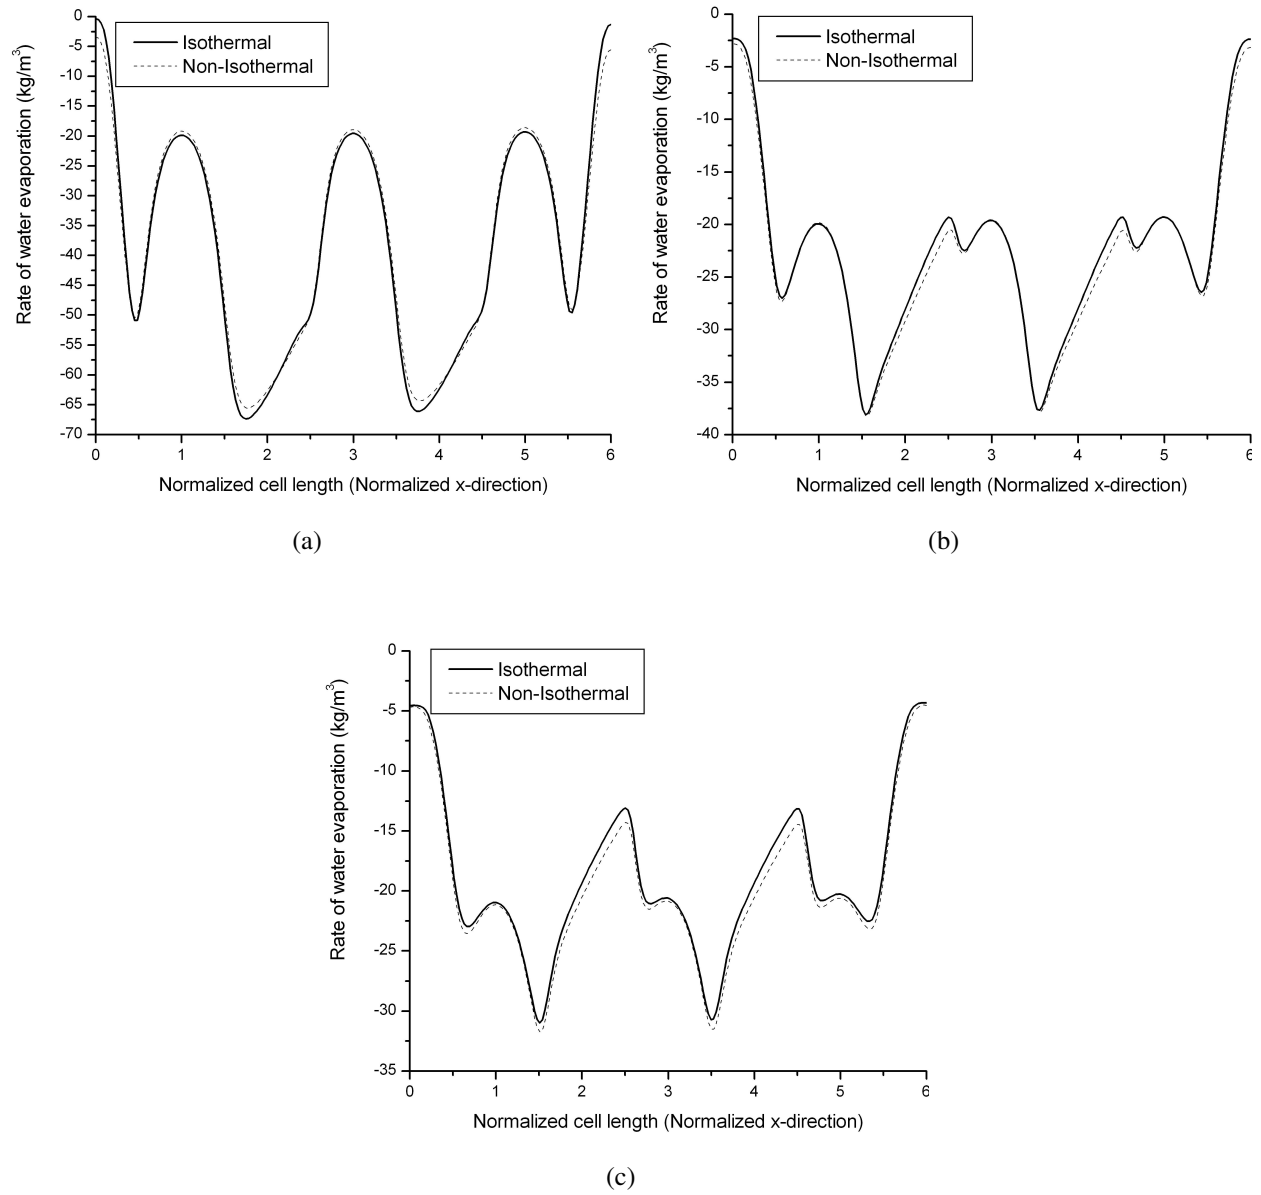 Rate of water evaporation (kg/m³)
0
-5
-10
-15
-20
-25
-30
-35
-40
-45
-50
-55
-60
-65
-70
Isothermal
Non-Isothermal
0 1 2 3 4 5 6
Normalized cell length (Normalized x-direction)
(a)
Rate of water evaporation (kg/m³)
0
-5
-10
-15
-20
-25
-30
-35
-40
Isothermal
Non-Isothermal
0 1 2 3 4 5 6
Normalized cell length (Normalized x-direction)
(b)
Rate of water evaporation (kg/m³)
0
-5
-10
-15
-20
-25
-30
-35
Isothermal
Non-Isothermal
0 1 2 3 4 5 6
Normalized cell length (Normalized x-direction)
(c)